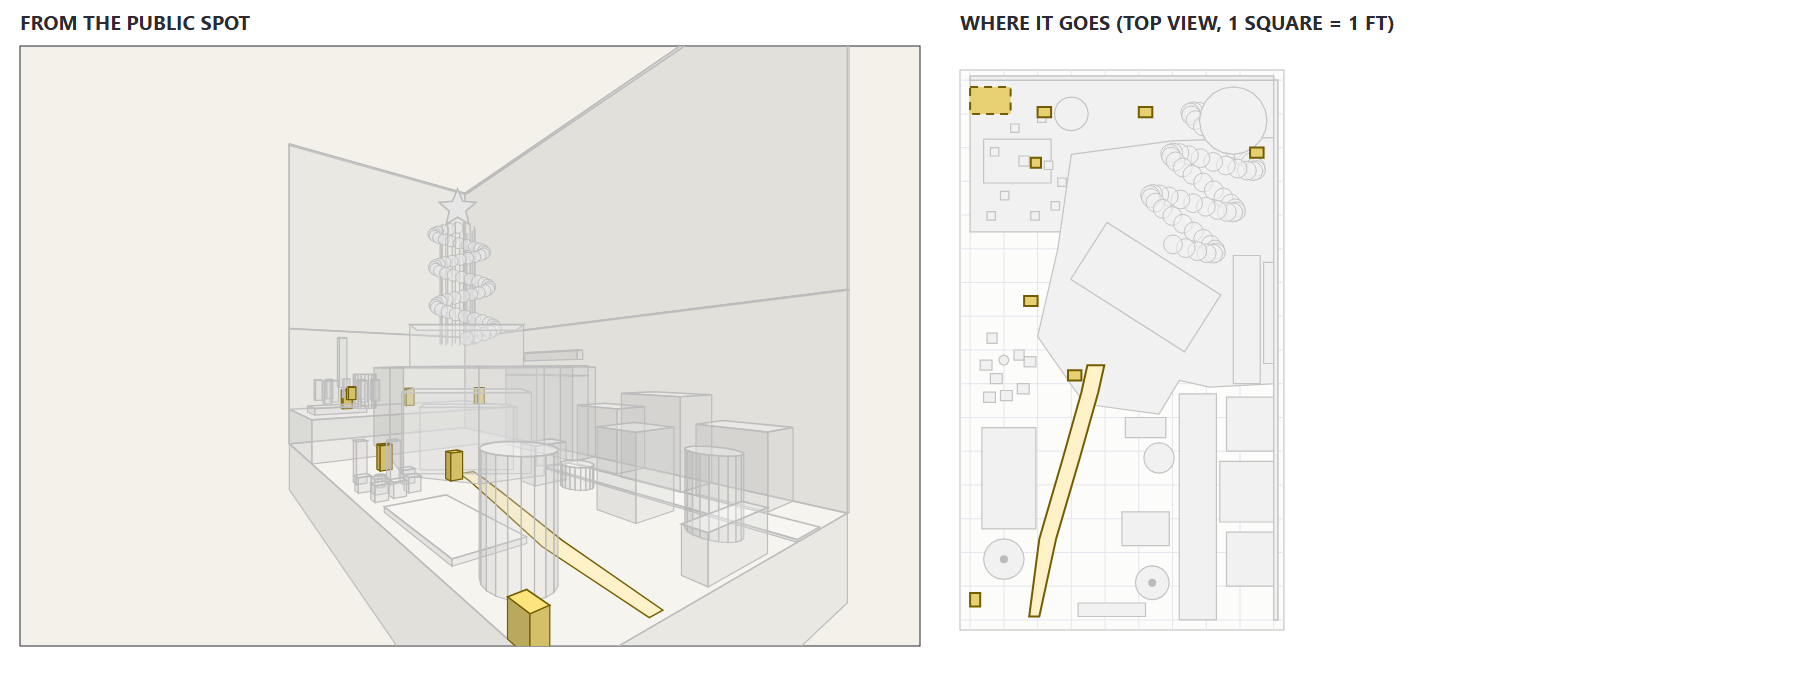 FROM THE PUBLIC SPOT
WHERE IT GOES (TOP VIEW, 1 SQUARE = 1 FT)